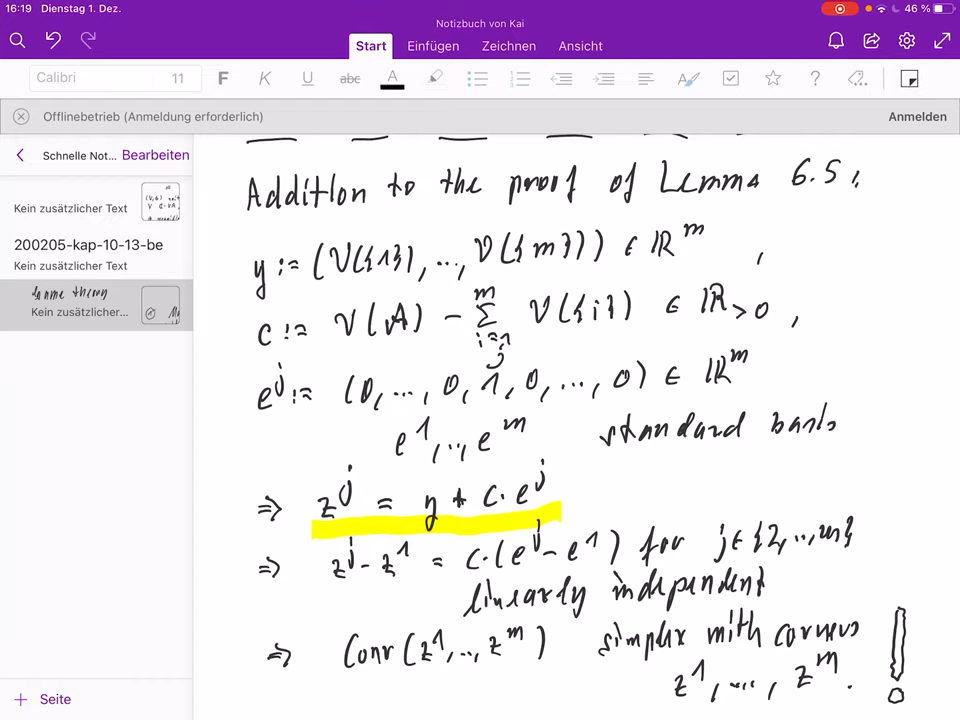 16:19 Dienstag 1. Dez.
46 %
Notizbuch von Kai
Start Einfügen Zeichnen Ansicht
Calibri 11 F K U abc A
Offlinebetrieb (Anmeldung erforderlich) Anmelden
Schnelle Not... Bearbeiten
Kein zusätzlicher Text
200205-kap-10-13-be
Kein zusätzlicher Text
Game theory
Kein zusätzlicher...
+ Seite
Addition to the proof of Lemma 6.5:
y := (V({1}), ..., V({m})) ∈ ℝ^m ,
c := V(A) − ∑_{i=1}^m V({i}) ∈ ℝ_{>0} ,
j
e^j := (0, ..., 0, 1, 0, ..., 0) ∈ ℝ^m
e^1, ..., e^m standard basis
⇒ z^j = y + c·e^j
⇒ z^j − z^1 = c·(e^j − e^1) for j ∈ {2, ..., m}
linearly independent
⇒ Conv(z^1, ..., z^m) simplex with corners
z^1, ..., z^m. !